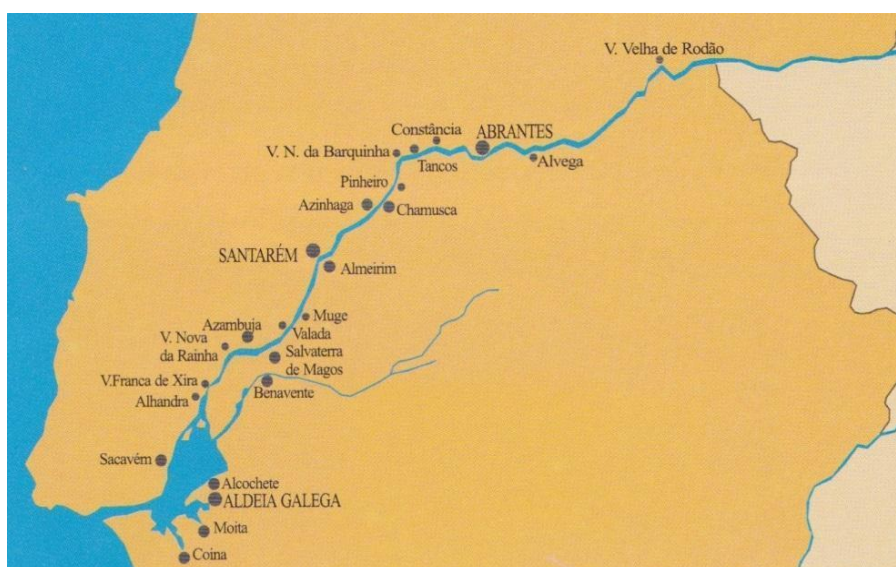 V. Velha de Rodão
Constância
ABRANTES
V. N. da Barquinha
Tancos
Alvega
Pinheiro
Azinhaga
Chamusca
SANTARÉM
Almeirim
Muge
Azambuja
Valada
V. Nova
da Rainha
Salvaterra
de Magos
V.Franca de Xira
Benavente
Alhandra
Sacavém
Alcochete
ALDEIA GALEGA
Moita
Coina